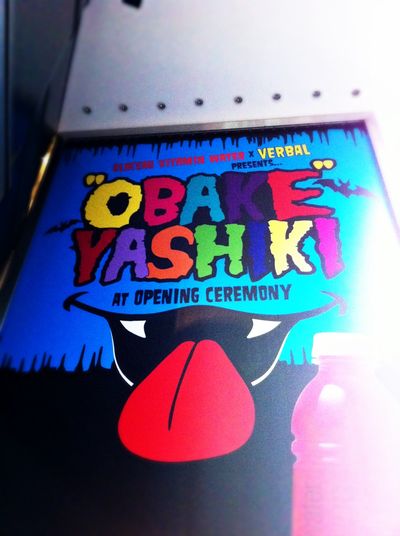 GLACEAU VITAMIN WATER x VERBAL
PRESENTS...
"OBAKE"
YASHIKI
AT OPENING CEREMONY